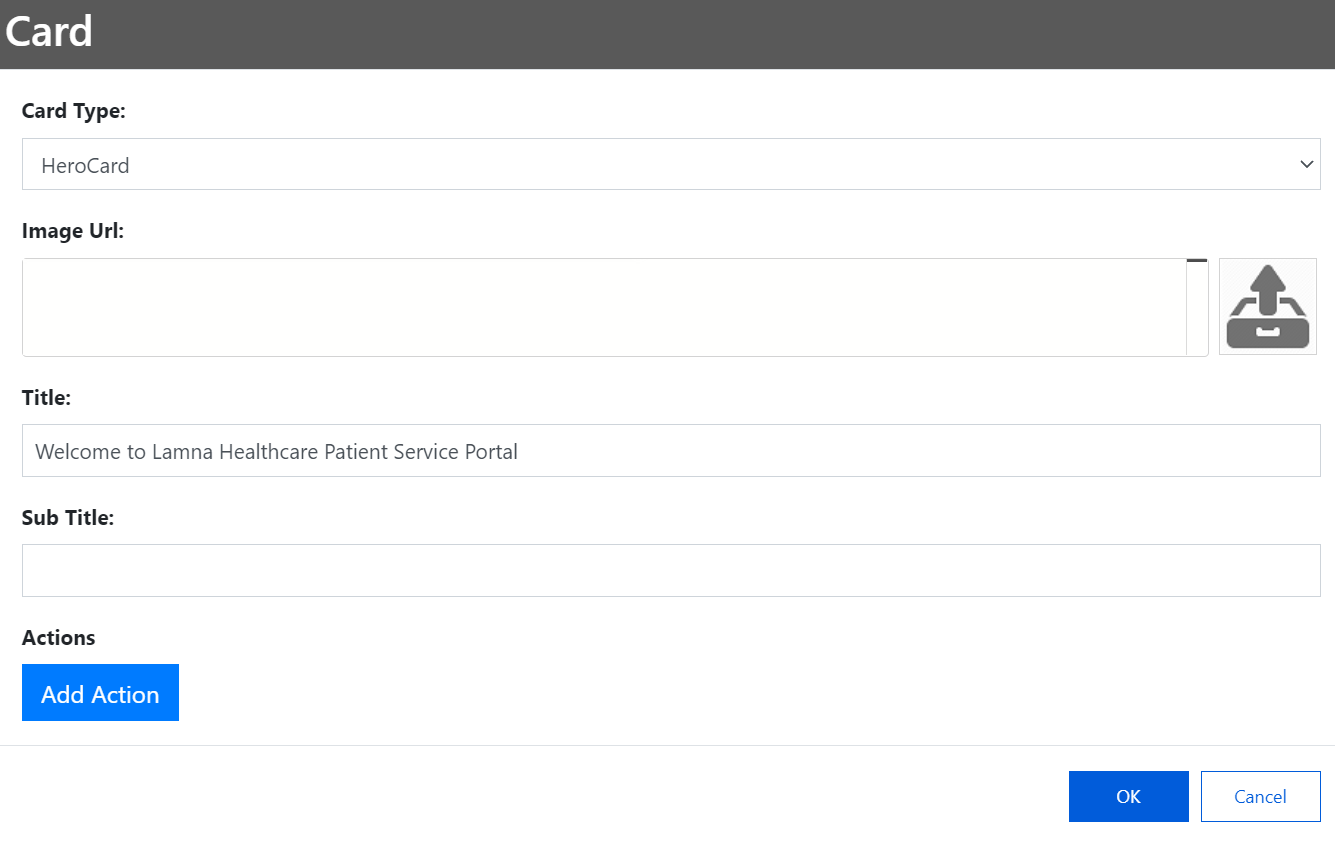 Card
Card Type:
HeroCard
Image Url:
Title:
Welcome to Lamna Healthcare Patient Service Portal
Sub Title:
Actions
Add Action
OK
Cancel